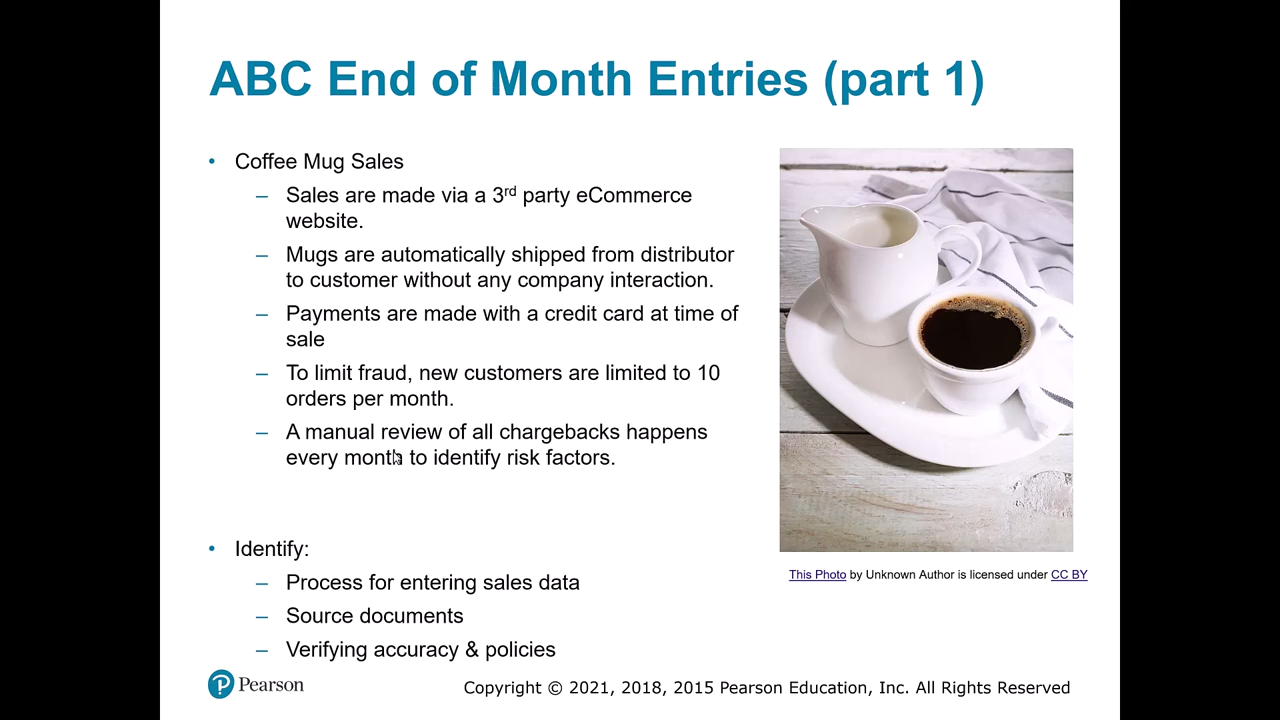 ABC End of Month Entries (part 1)
• Coffee Mug Sales
– Sales are made via a 3rd party eCommerce
website.
– Mugs are automatically shipped from distributor
to customer without any company interaction.
– Payments are made with a credit card at time of
sale
– To limit fraud, new customers are limited to 10
orders per month.
– A manual review of all chargebacks happens
every month to identify risk factors.
• Identify:
– Process for entering sales data
– Source documents
– Verifying accuracy & policies
This Photo by Unknown Author is licensed under CC BY
P Pearson
Copyright © 2021, 2018, 2015 Pearson Education, Inc. All Rights Reserved